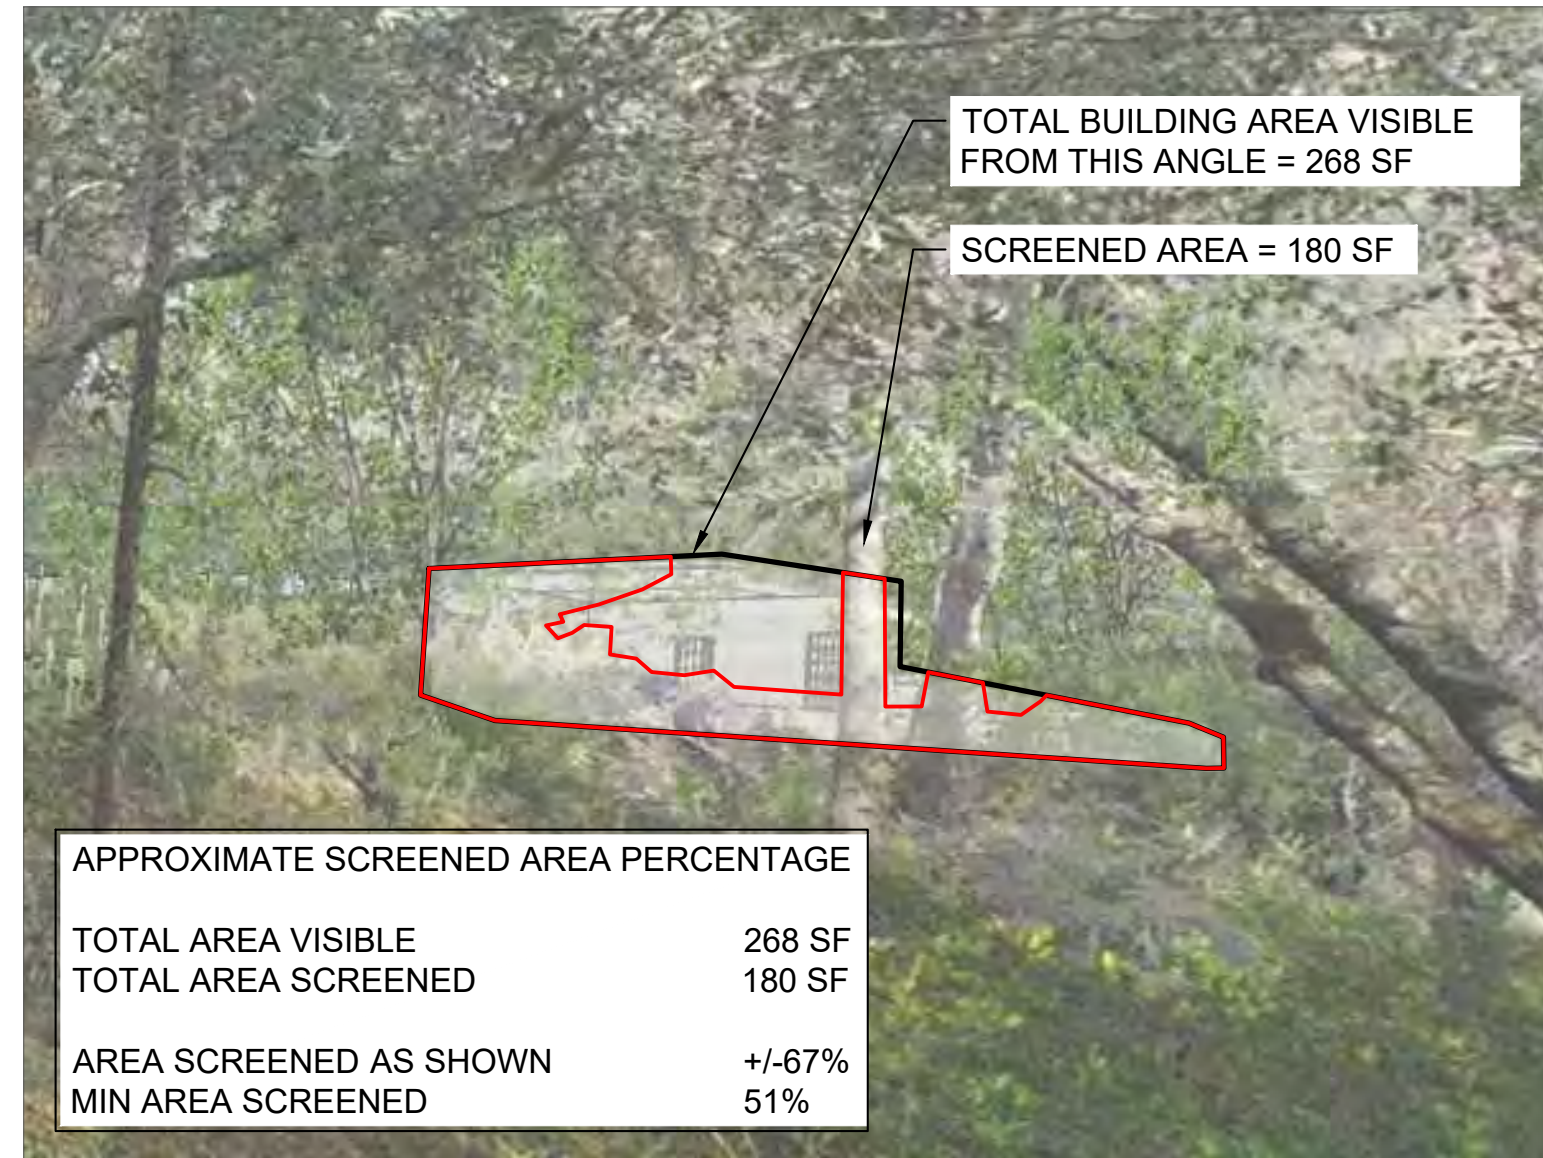 TOTAL BUILDING AREA VISIBLE
FROM THIS ANGLE = 268 SF
SCREENED AREA = 180 SF
APPROXIMATE SCREENED AREA PERCENTAGE
TOTAL AREA VISIBLE 268 SF
TOTAL AREA SCREENED 180 SF
AREA SCREENED AS SHOWN +/-67%
MIN AREA SCREENED 51%